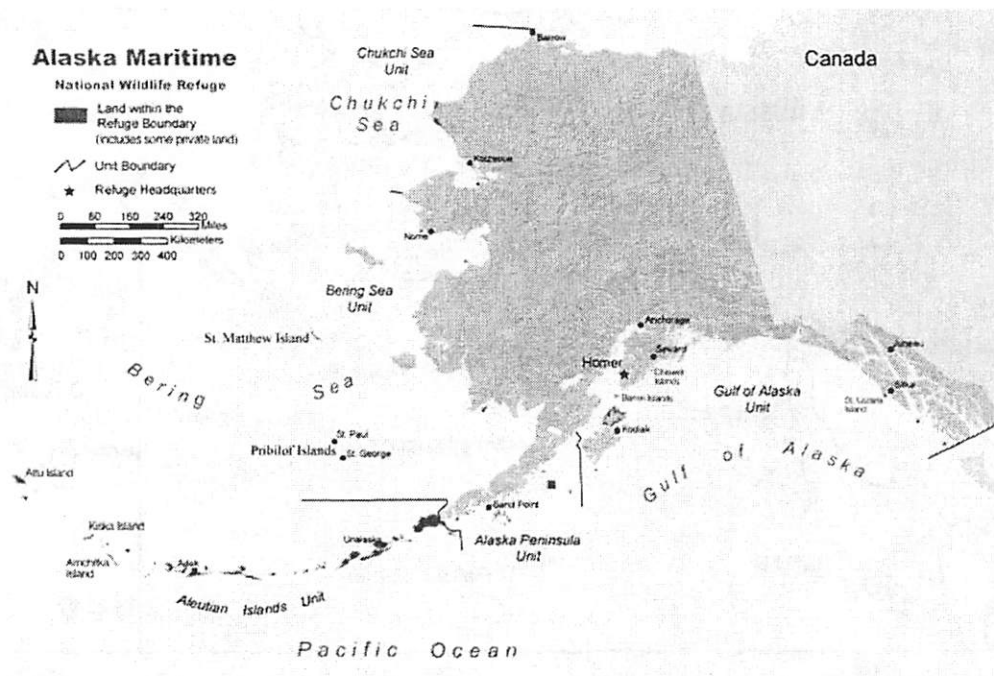 Alaska Maritime
National Wildlife Refuge
Land within the
Refuge Boundary
(includes some private land)
Unit Boundary
Refuge Headquarters
0 80 160 240 320
Miles
Kilometers
0 100 200 300 400
N
Chukchi Sea
Unit
Chukchi
Sea
Barrow
Canada
Kotzebue
Nome
Bering Sea
Unit
St. Matthew Island
Bering Sea
Anchorage
Seward
Homer
Chiswell
Islands
Barren Islands
Kodiak
Gulf of Alaska
Unit
Juneau
Sitka
St. Lazaria
Island
Gulf of Alaska
St. Paul
Pribilof Islands
St. George
Attu Island
Sand Point
Kiska Island
Unalaska
Alaska Peninsula
Unit
Amchitka
Island
Adak
Aleutian Islands Unit
Pacific Ocean